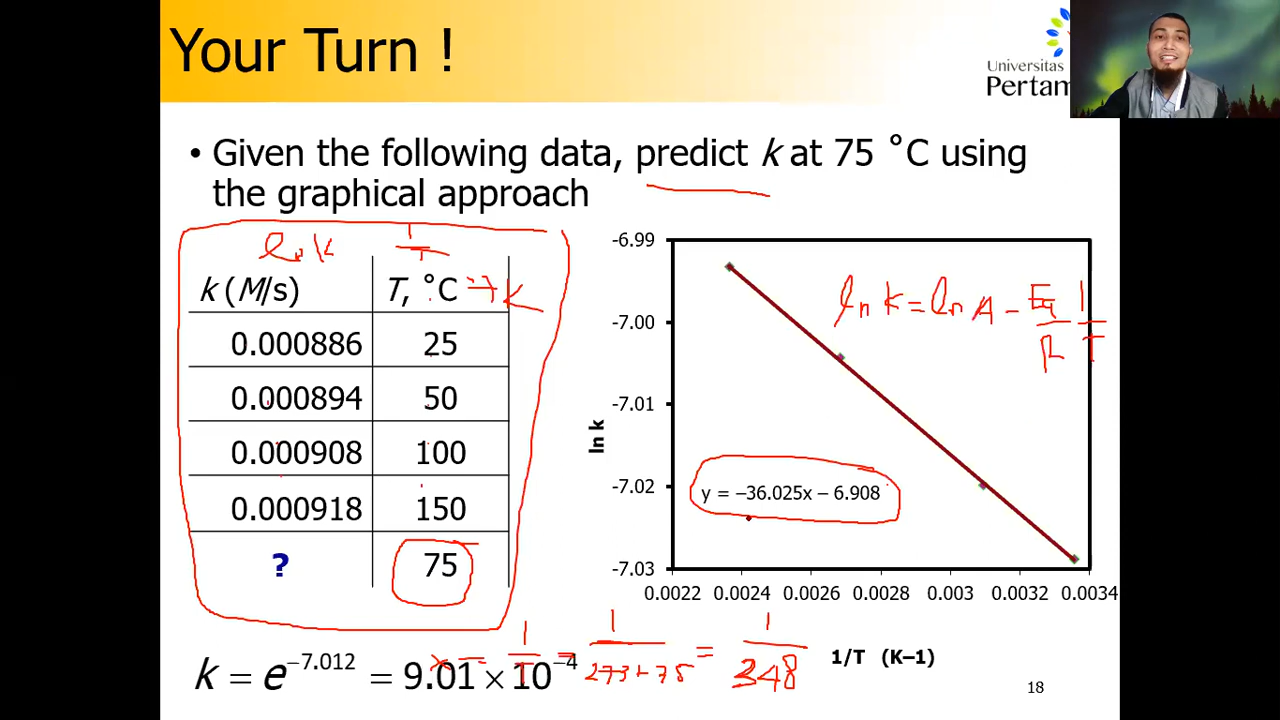 Your Turn !
Universitas
Pertam
• Given the following data, predict k at 75 ˚C using
the graphical approach
ln k
1/T
k (M/s)
T, ˚C → K
0.000886
25
0.000894
50
0.000908
100
0.000918
150
?
75
-6.99
-7.00
-7.01
-7.02
-7.03
ln k
ln k = ln A - Ea/R 1/T
y = −36.025x − 6.908
0.0022 0.0024 0.0026 0.0028 0.003 0.0032 0.0034
1/T (K−1)
x = 1/T = 1/273+75 = 1/348
k = e^−7.012 = 9.01 × 10^−4
18